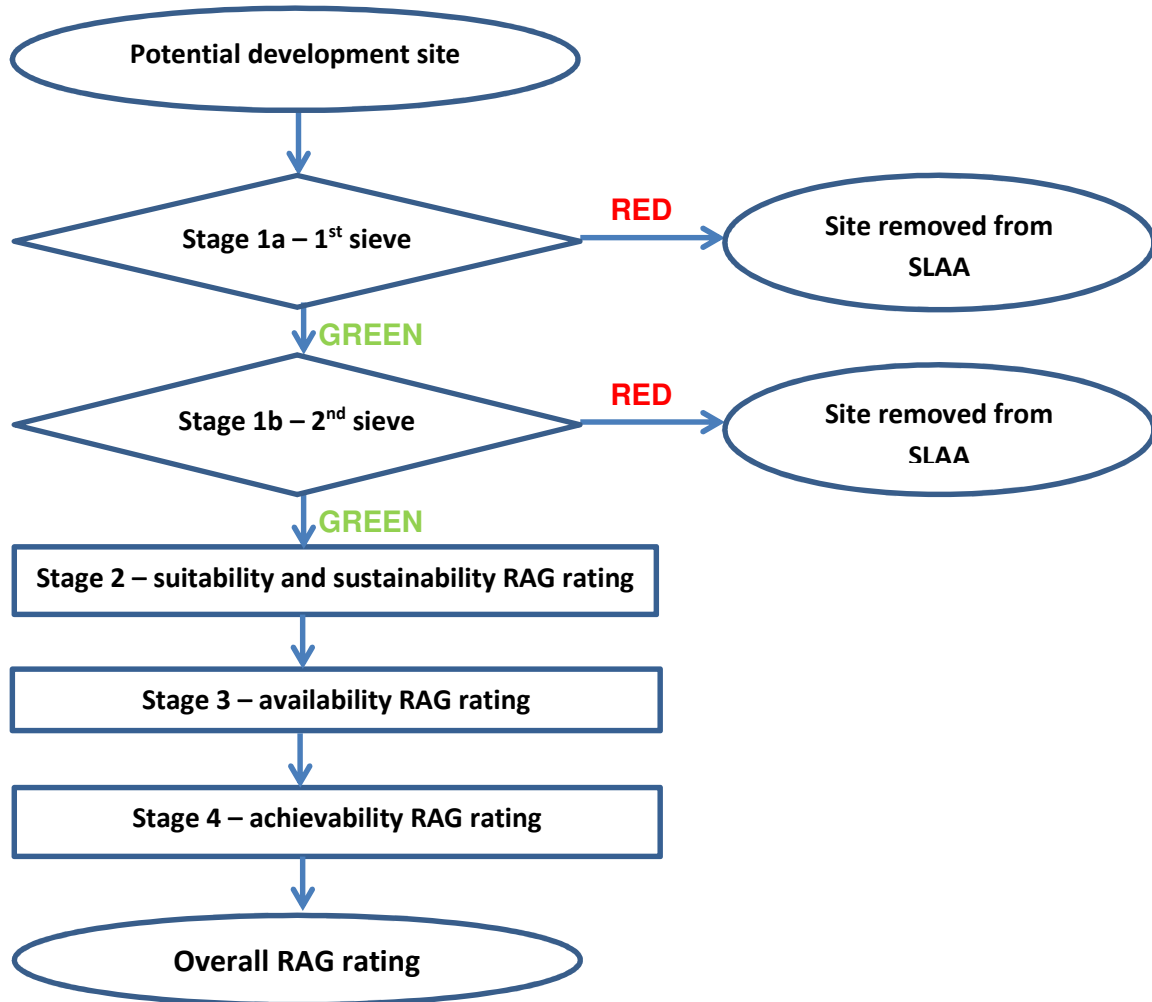 Potential development site
RED
Stage 1a – 1st sieve
Site removed from
SLAA
GREEN
RED
Stage 1b – 2nd sieve
Site removed from
SLAA
GREEN
Stage 2 – suitability and sustainability RAG rating
Stage 3 – availability RAG rating
Stage 4 – achievability RAG rating
Overall RAG rating